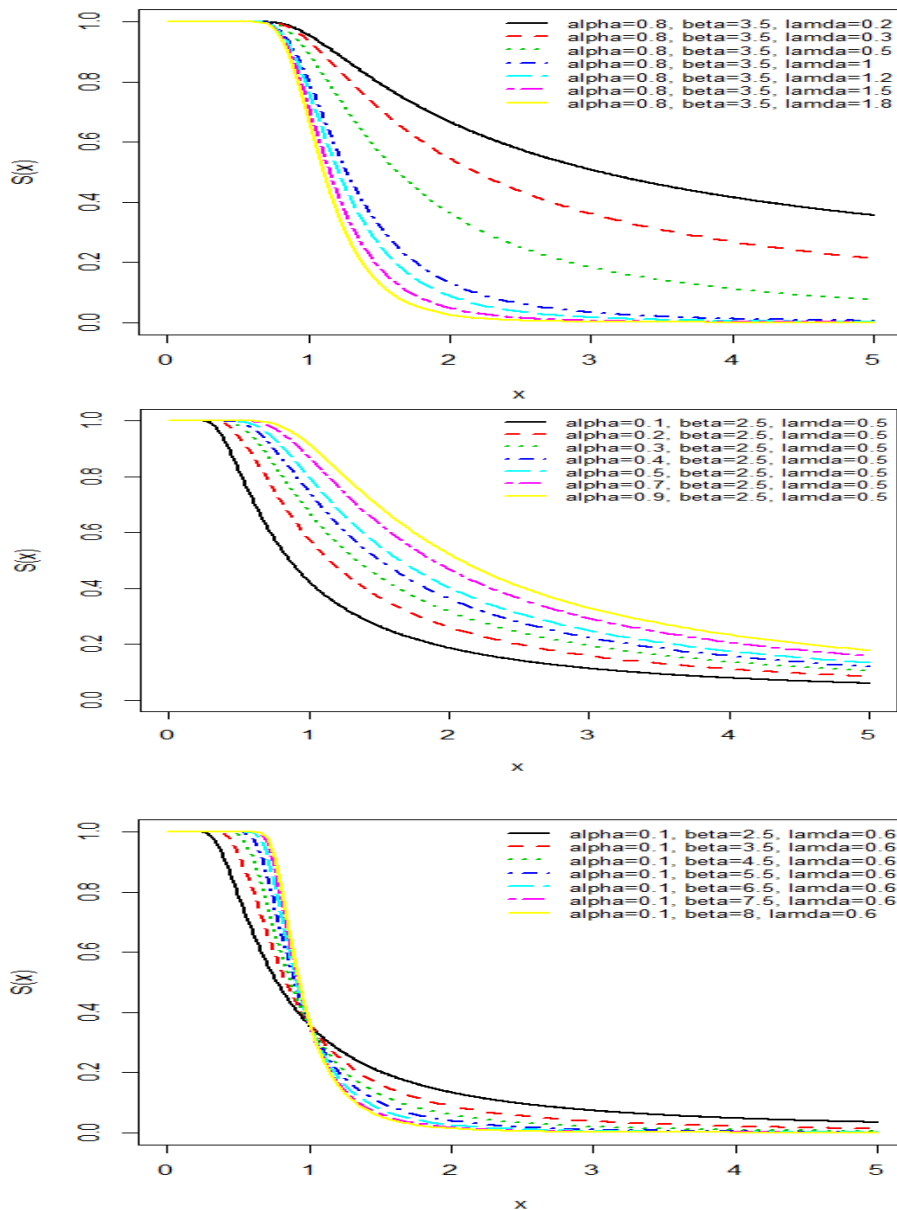 alpha=0.8, beta=3.5, lamda=0.2
alpha=0.8, beta=3.5, lamda=0.3
alpha=0.8, beta=3.5, lamda=0.5
alpha=0.8, beta=3.5, lamda=1
alpha=0.8, beta=3.5, lamda=1.2
alpha=0.8, beta=3.5, lamda=1.5
alpha=0.8, beta=3.5, lamda=1.8
S(x)
1.0
0.8
0.6
0.4
0.2
0.0
0 1 2 3 4 5
x
alpha=0.1, beta=2.5, lamda=0.5
alpha=0.2, beta=2.5, lamda=0.5
alpha=0.3, beta=2.5, lamda=0.5
alpha=0.4, beta=2.5, lamda=0.5
alpha=0.5, beta=2.5, lamda=0.5
alpha=0.7, beta=2.5, lamda=0.5
alpha=0.9, beta=2.5, lamda=0.5
S(x)
1.0
0.8
0.6
0.4
0.2
0.0
0 1 2 3 4 5
x
alpha=0.1, beta=2.5, lamda=0.6
alpha=0.1, beta=3.5, lamda=0.6
alpha=0.1, beta=4.5, lamda=0.6
alpha=0.1, beta=5.5, lamda=0.6
alpha=0.1, beta=6.5, lamda=0.6
alpha=0.1, beta=7.5, lamda=0.6
alpha=0.1, beta=8, lamda=0.6
S(x)
1.0
0.8
0.6
0.4
0.2
0.0
0 1 2 3 4 5
x